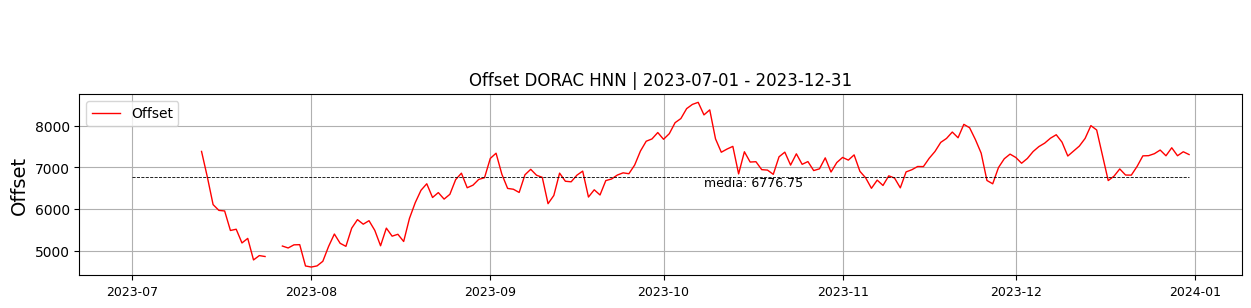 Offset DORAC HNN | 2023-07-01 - 2023-12-31
Offset
Offset
8000
7000
6000
5000
media: 6776.75
2023-07
2023-08
2023-09
2023-10
2023-11
2023-12
2024-01